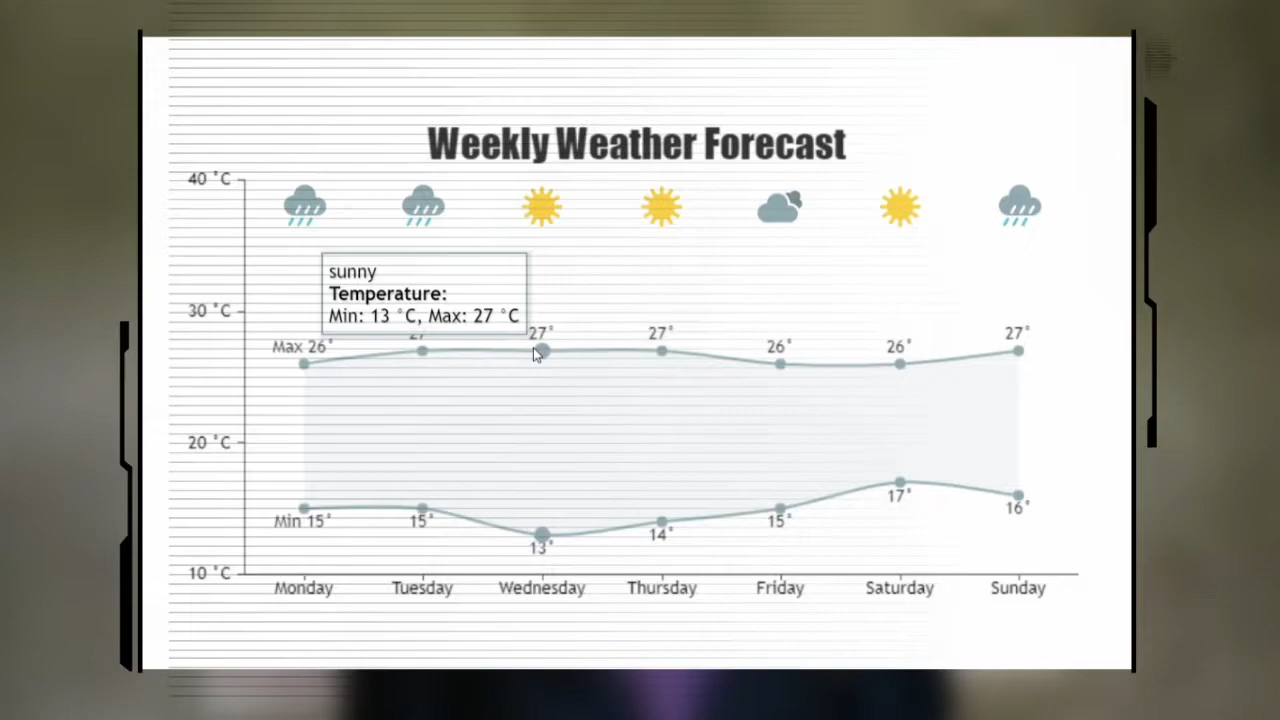 Weekly Weather Forecast
40 °C
sunny
Temperature:
Min: 13 °C, Max: 27 °C
30 °C
Max 26° 27° 27° 27° 26° 26° 27°
20 °C
Min 15° 15° 13° 14° 15° 17° 16°
10 °C
Monday Tuesday Wednesday Thursday Friday Saturday Sunday